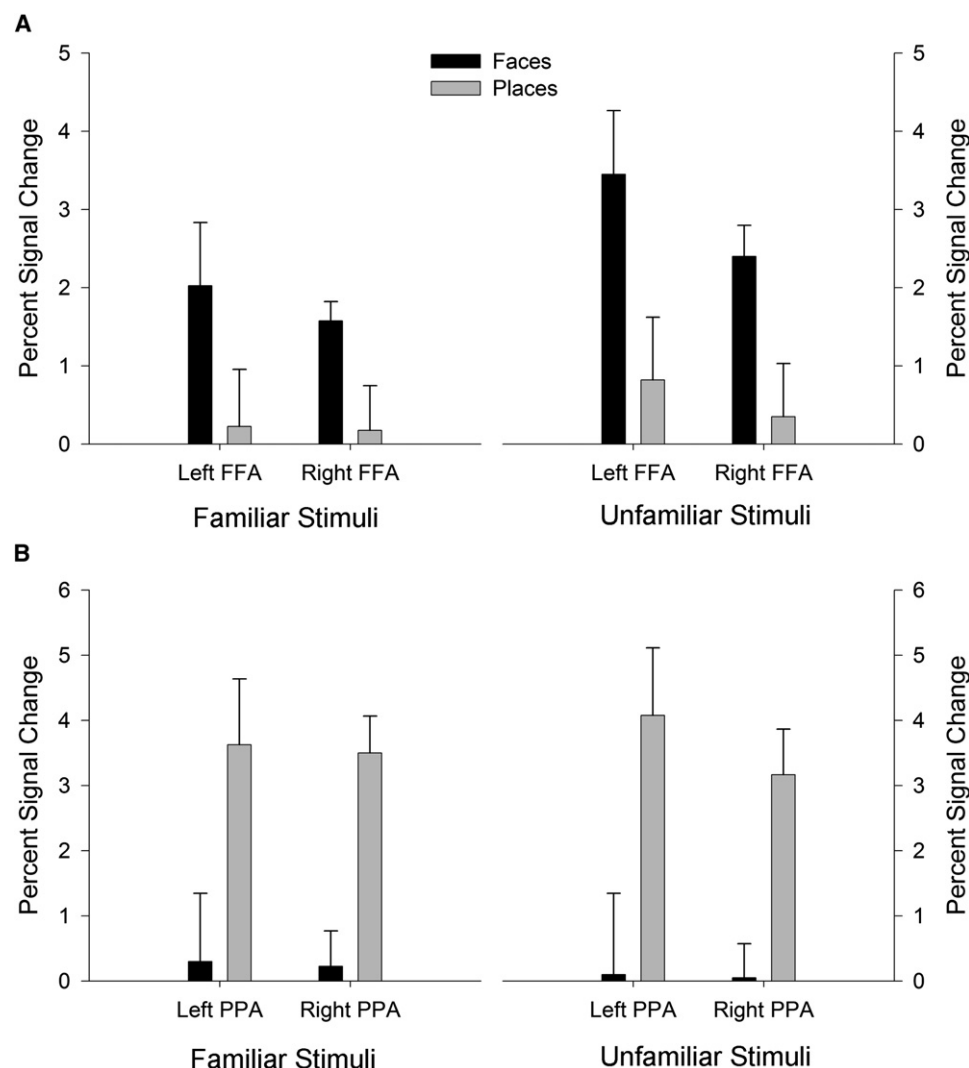 A
Faces
Places
Percent Signal Change
5
4
3
2
1
0
Left FFA
Right FFA
Familiar Stimuli
5
4
3
2
1
0
Percent Signal Change
Left FFA
Right FFA
Unfamiliar Stimuli
B
Percent Signal Change
6
5
4
3
2
1
0
Left PPA
Right PPA
Familiar Stimuli
6
5
4
3
2
1
0
Percent Signal Change
Left PPA
Right PPA
Unfamiliar Stimuli